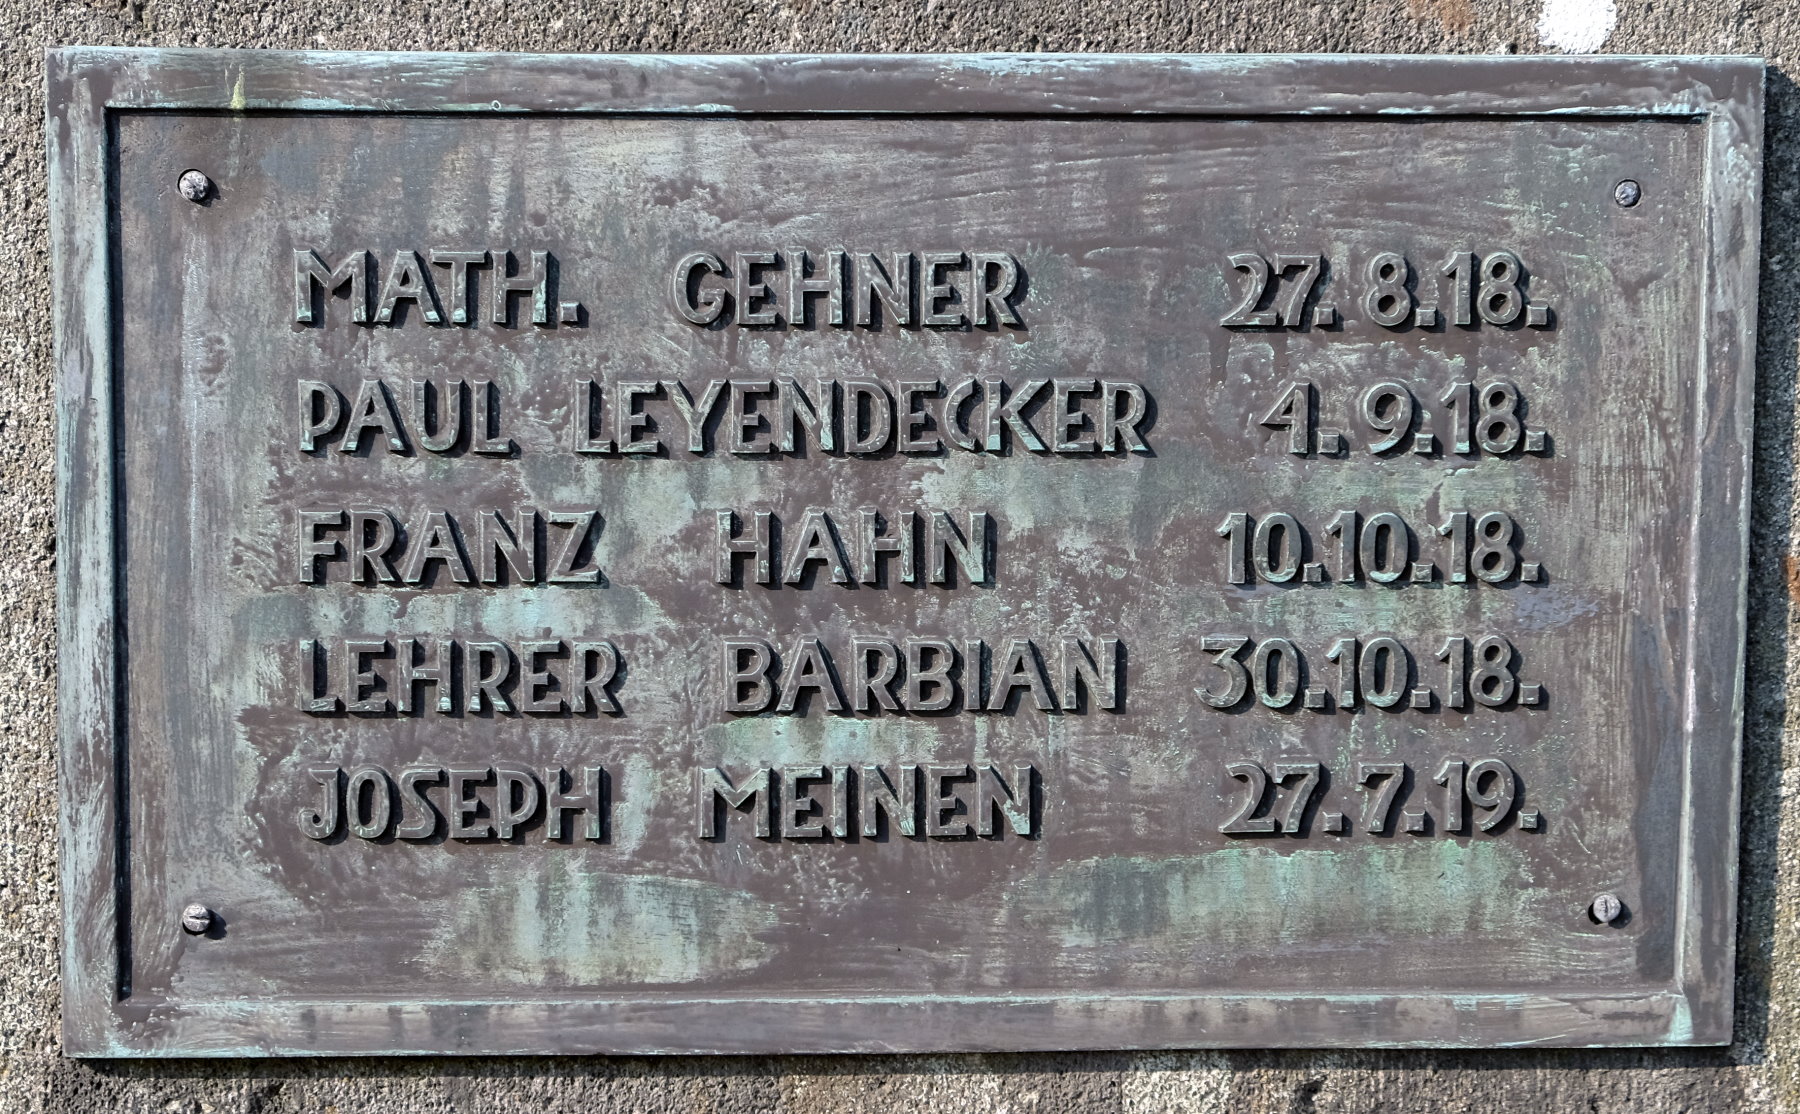 MATH. GEHNER 27.8.18.
PAUL LEYENDECKER 4.9.18.
FRANZ HAHN 10.10.18.
LEHRER BARBIAN 30.10.18.
JOSEPH MEINEN 27.7.19.